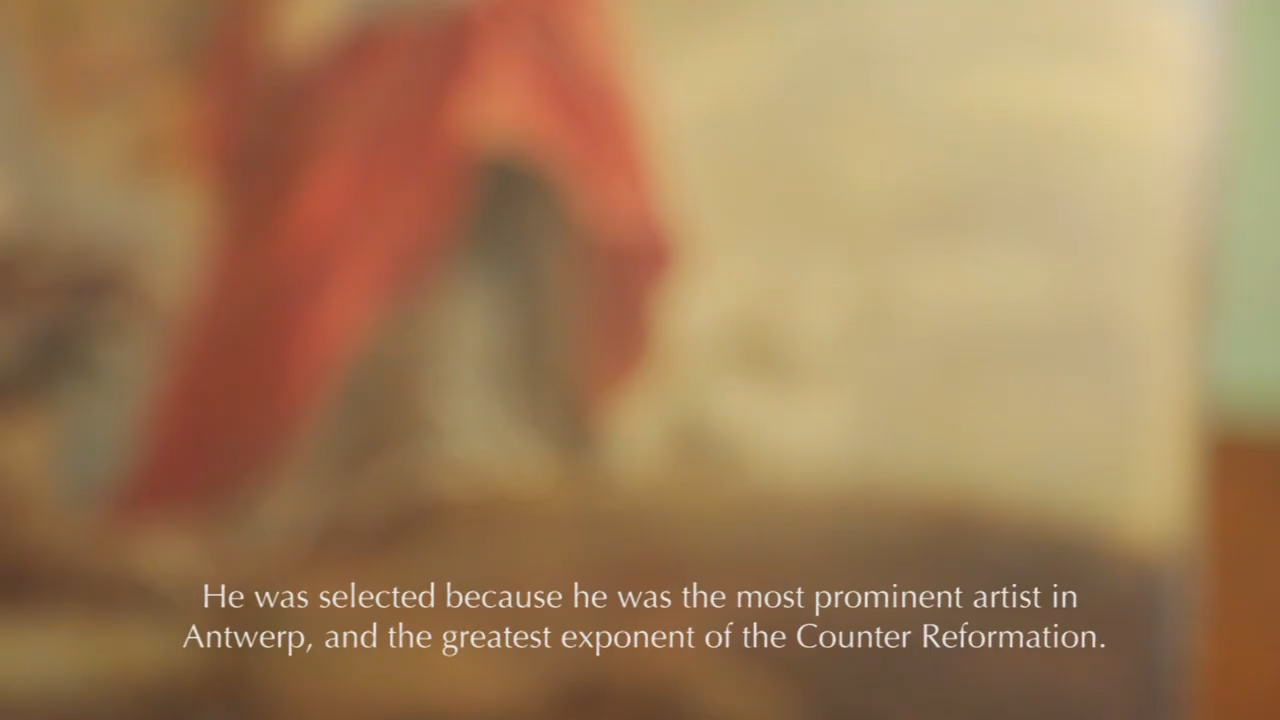 He was selected because he was the most prominent artist in
Antwerp, and the greatest exponent of the Counter Reformation.